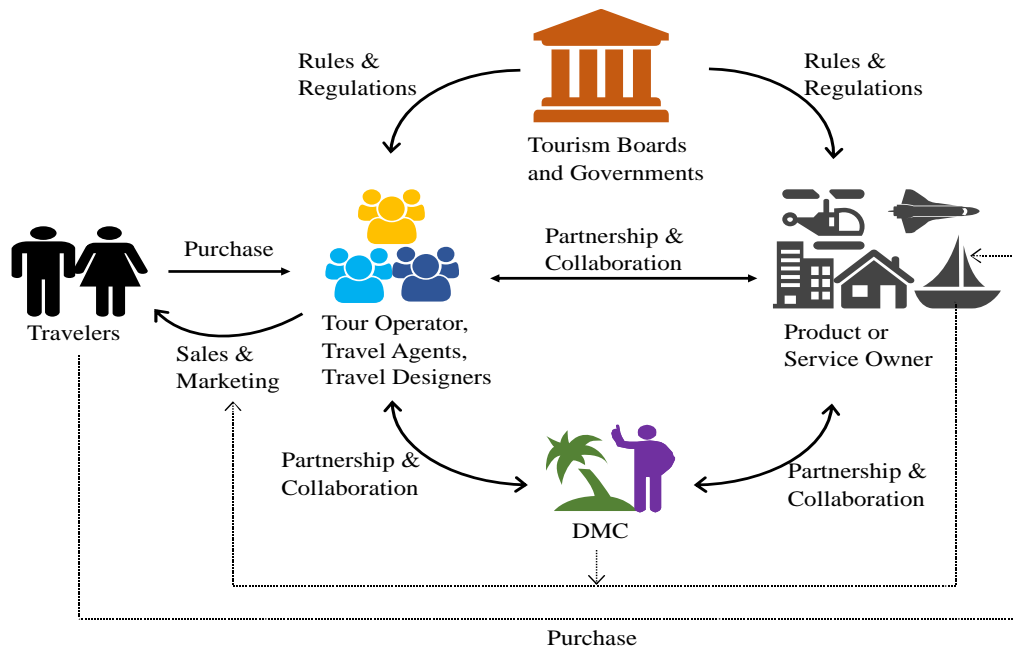 Rules &
Regulations
Rules &
Regulations
Tourism Boards
and Governments
Purchase
Partnership &
Collaboration
Travelers
Tour Operator,
Travel Agents,
Travel Designers
Product or
Service Owner
Sales &
Marketing
Partnership &
Collaboration
Partnership &
Collaboration
DMC
Purchase